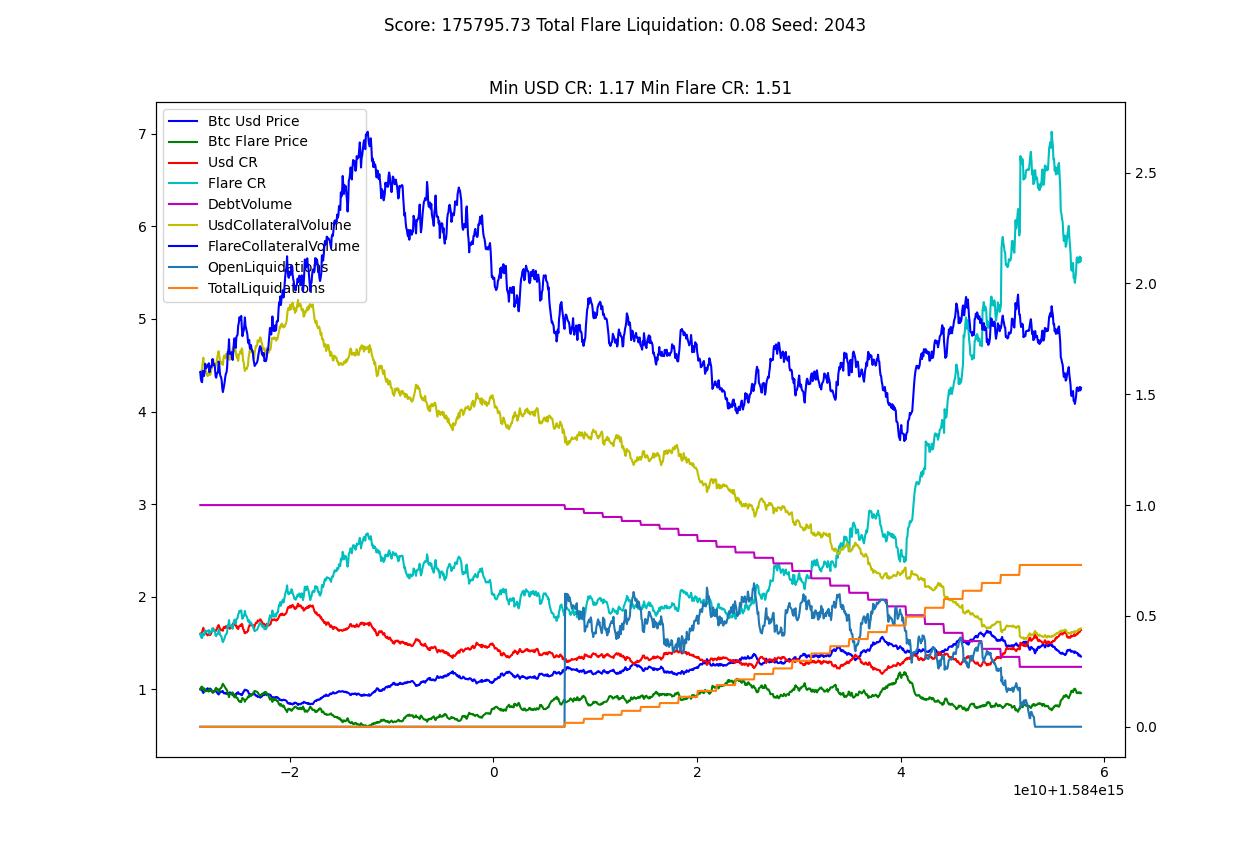 Score: 175795.73 Total Flare Liquidation: 0.08 Seed: 2043
Min USD CR: 1.17 Min Flare CR: 1.51
Btc Usd Price
Btc Flare Price
Usd CR
Flare CR
DebtVolume
UsdCollateralVolume
FlareCollateralVolume
OpenLiquidations
TotalLiquidations
7
6
5
4
3
2
1
2.5
2.0
1.5
1.0
0.5
0.0
−2 0 2 4 6
1e10+1.584e15